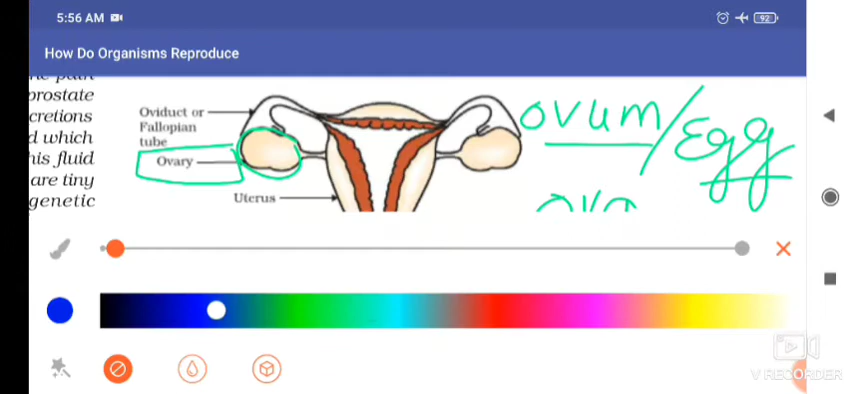 5:56 AM
92
How Do Organisms Reproduce
prostate
cretions
d which
his fluid
are tiny
genetic
Oviduct or
Fallopian
tube
Ovary
Uterus
ovum/Egg
V RECORDER